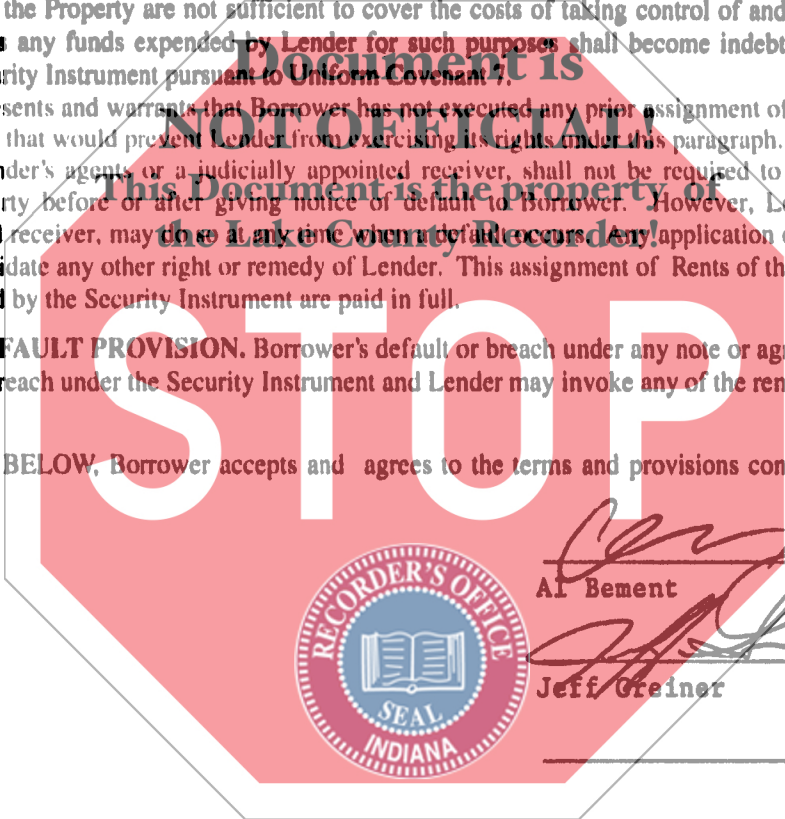 the Property are not sufficient to cover the costs of taking control of and
any funds expended by Lender for such purposes shall become indebt
rity Instrument pursuant to Uniform Covenant 7.
Document is
sents and warrants that Borrower has not executed any prior assignment of
NOT OFFICIAL!
that would prevent Lender from exercising its rights under this paragraph.
der's agents or a judicially appointed receiver, shall not be required to
This Document is the property of
rty before or after giving notice of default to Borrower. However, Le
the Lake County Recorder!
receiver, may do so at any time when a default occurs. Any application
idate any other right or remedy of Lender. This assignment of Rents of th
by the Security Instrument are paid in full.
FAULT PROVISION. Borrower's default or breach under any note or agr
reach under the Security Instrument and Lender may invoke any of the rem
STOP
BELOW, Borrower accepts and agrees to the terms and provisions con
RECORDER'S OFFICE
SEAL
INDIANA
Al Bement
Jeff Greiner